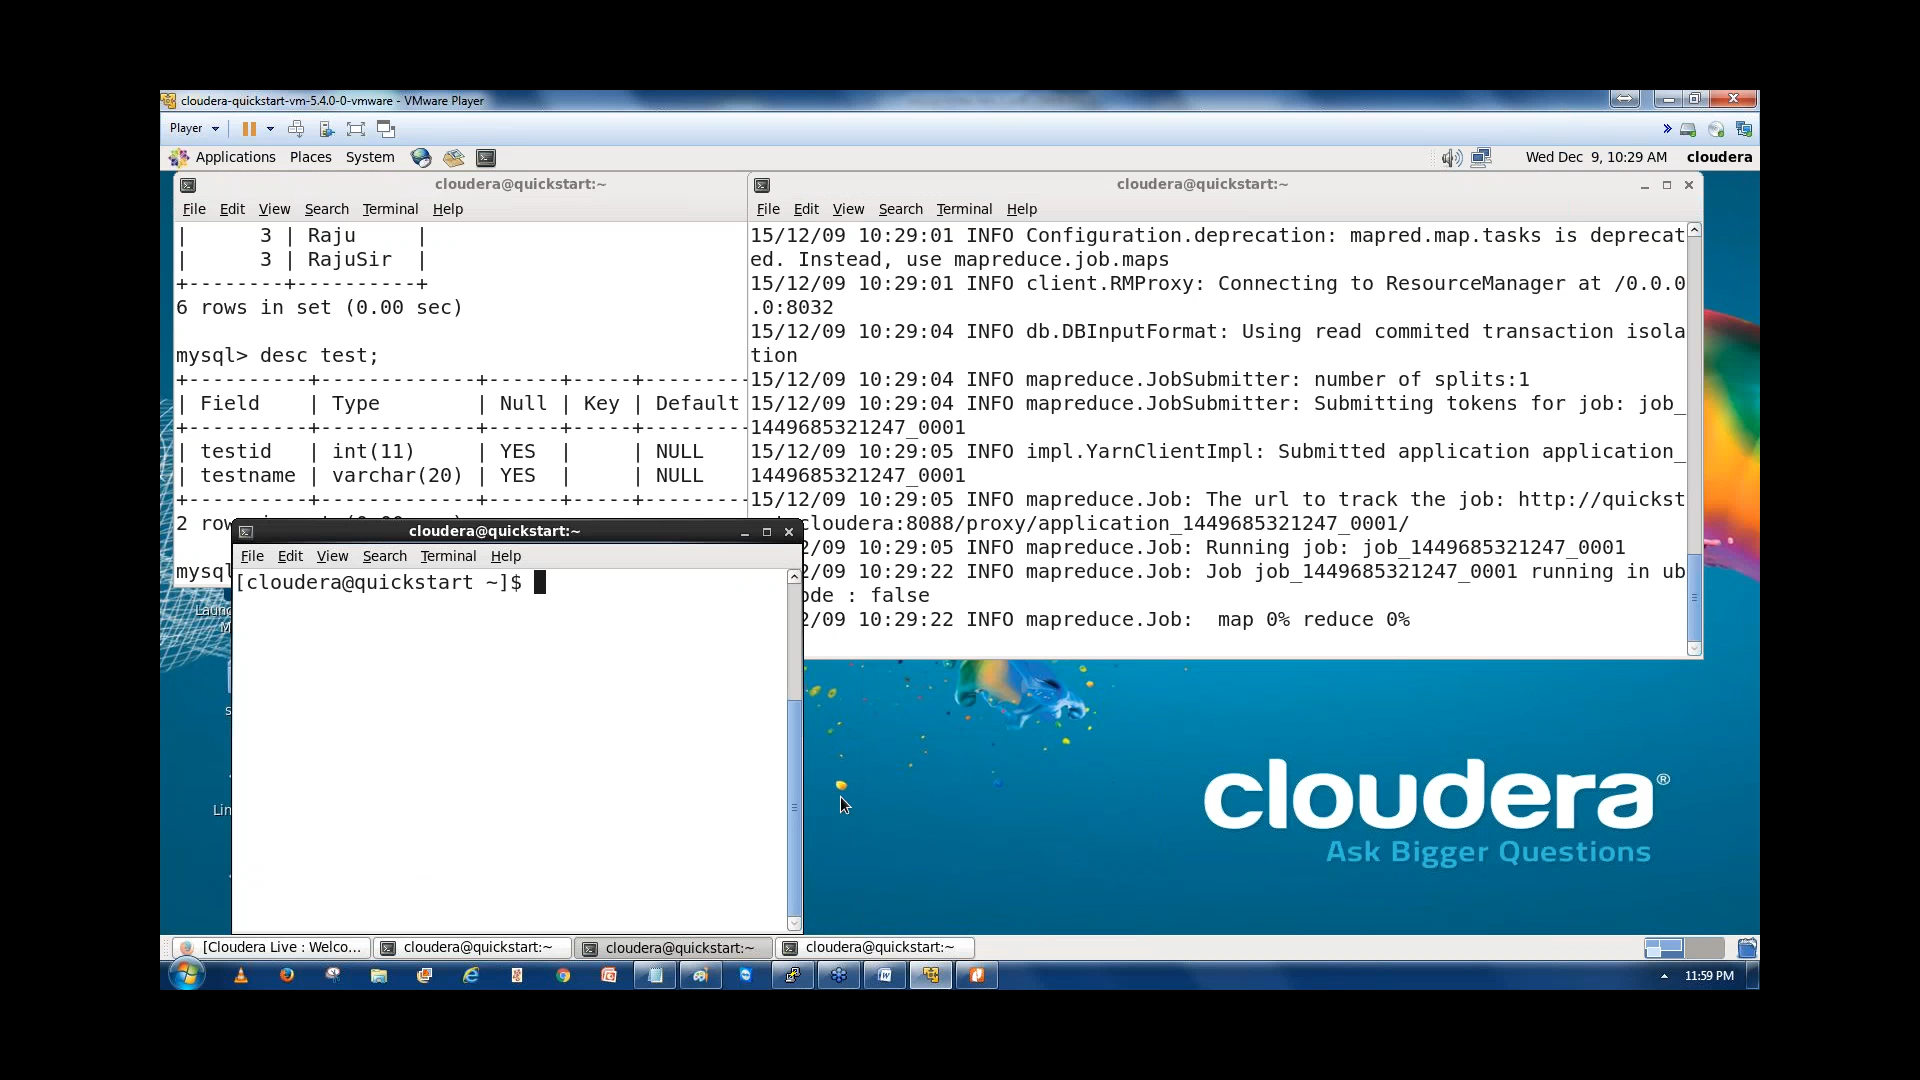 cloudera-quickstart-vm-5.4.0-0-vmware - VMware Player
Player
Applications Places System
Wed Dec 9, 10:29 AM cloudera
cloudera@quickstart:~
File Edit View Search Terminal Help
| 3 | Raju |
| 3 | RajuSir |
+--------+----------+
6 rows in set (0.00 sec)
mysql> desc test;
+----------+-------------+------+-----+---------
| Field | Type | Null | Key | Default
+----------+-------------+------+-----+---------
| testid | int(11) | YES | | NULL
| testname | varchar(20) | YES | | NULL
+----------+-------------+------+-----+---------
2 row
mysql
cloudera@quickstart:~
File Edit View Search Terminal Help
15/12/09 10:29:01 INFO Configuration.deprecation: mapred.map.tasks is deprecat
ed. Instead, use mapreduce.job.maps
15/12/09 10:29:01 INFO client.RMProxy: Connecting to ResourceManager at /0.0.0
.0:8032
15/12/09 10:29:04 INFO db.DBInputFormat: Using read commited transaction isola
tion
15/12/09 10:29:04 INFO mapreduce.JobSubmitter: number of splits:1
15/12/09 10:29:04 INFO mapreduce.JobSubmitter: Submitting tokens for job: job_
1449685321247_0001
15/12/09 10:29:05 INFO impl.YarnClientImpl: Submitted application application_
1449685321247_0001
15/12/09 10:29:05 INFO mapreduce.Job: The url to track the job: http://quickst
cloudera:8088/proxy/application_1449685321247_0001/
2/09 10:29:05 INFO mapreduce.Job: Running job: job_1449685321247_0001
2/09 10:29:22 INFO mapreduce.Job: Job job_1449685321247_0001 running in ub
ode : false
2/09 10:29:22 INFO mapreduce.Job: map 0% reduce 0%
cloudera@quickstart:~
File Edit View Search Terminal Help
[cloudera@quickstart ~]$
Lin
cloudera®
Ask Bigger Questions
[Cloudera Live : Welco... cloudera@quickstart:~ cloudera@quickstart:~ cloudera@quickstart:~
11:59 PM